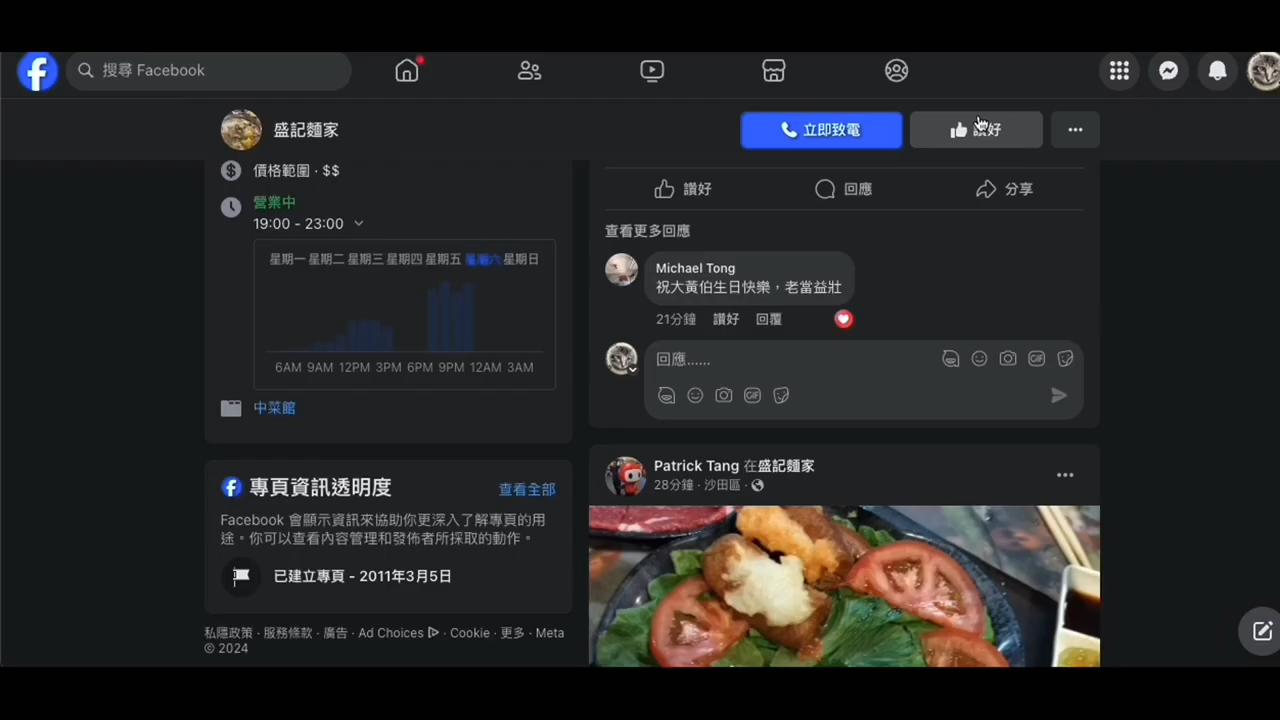 搜尋 Facebook
盛記麵家
立即致電
讚好
價格範圍 · $$
營業中
19:00 - 23:00
星期一 星期二 星期三 星期四 星期五 星期六 星期日
6AM 9AM 12PM 3PM 6PM 9PM 12AM 3AM
中菜館
專頁資訊透明度
查看全部
Facebook 會顯示資訊來協助你更深入了解專頁的用
途。你可以查看內容管理和發佈者所採取的動作。
已建立專頁 - 2011年3月5日
私隱政策 · 服務條款 · 廣告 · Ad Choices · Cookie · 更多 · Meta
© 2024
讚好 回應 分享
查看更多回應
Michael Tong
祝大黃伯生日快樂，老當益壯
21分鐘 讚好 回覆
回應......
GIF
GIF
Patrick Tang 在盛記麵家
28分鐘 · 沙田區 ·